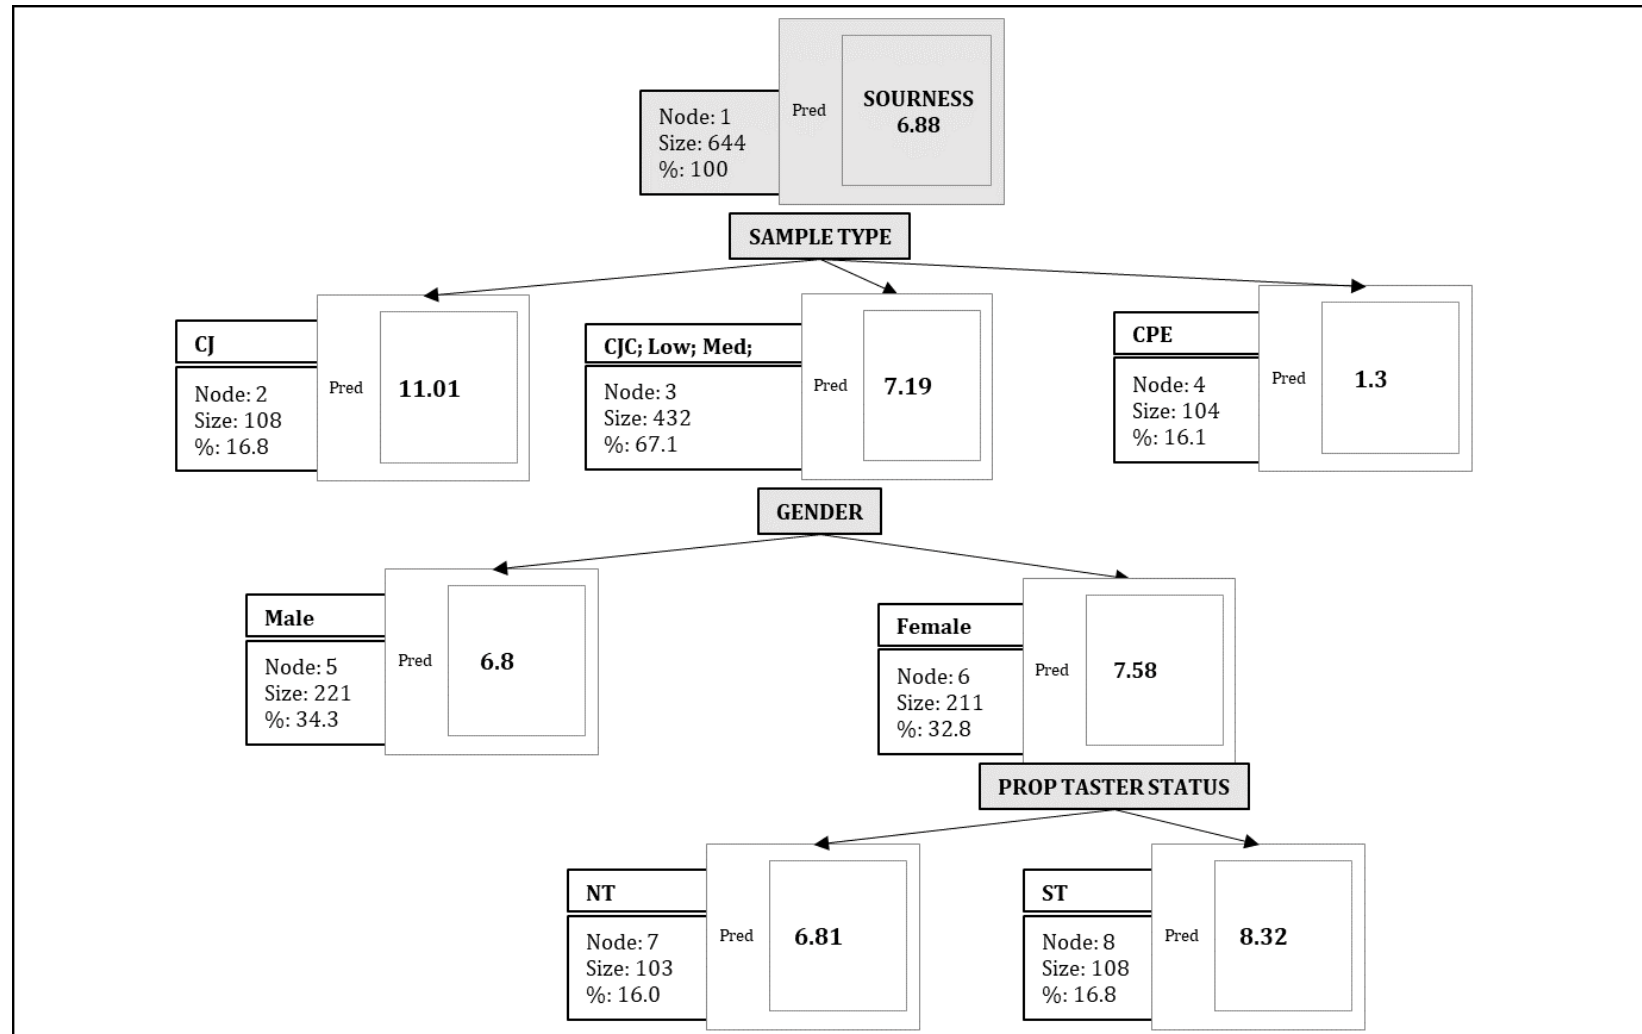 SOURNESS
6.88
Pred
Node: 1
Size: 644
%: 100
SAMPLE TYPE
CJ
Node: 2
Size: 108
%: 16.8
Pred
11.01
CJC; Low; Med;
Node: 3
Size: 432
%: 67.1
Pred
7.19
CPE
Node: 4
Size: 104
%: 16.1
Pred
1.3
GENDER
Male
Node: 5
Size: 221
%: 34.3
Pred
6.8
Female
Node: 6
Size: 211
%: 32.8
Pred
7.58
PROP TASTER STATUS
NT
Node: 7
Size: 103
%: 16.0
Pred
6.81
ST
Node: 8
Size: 108
%: 16.8
Pred
8.32